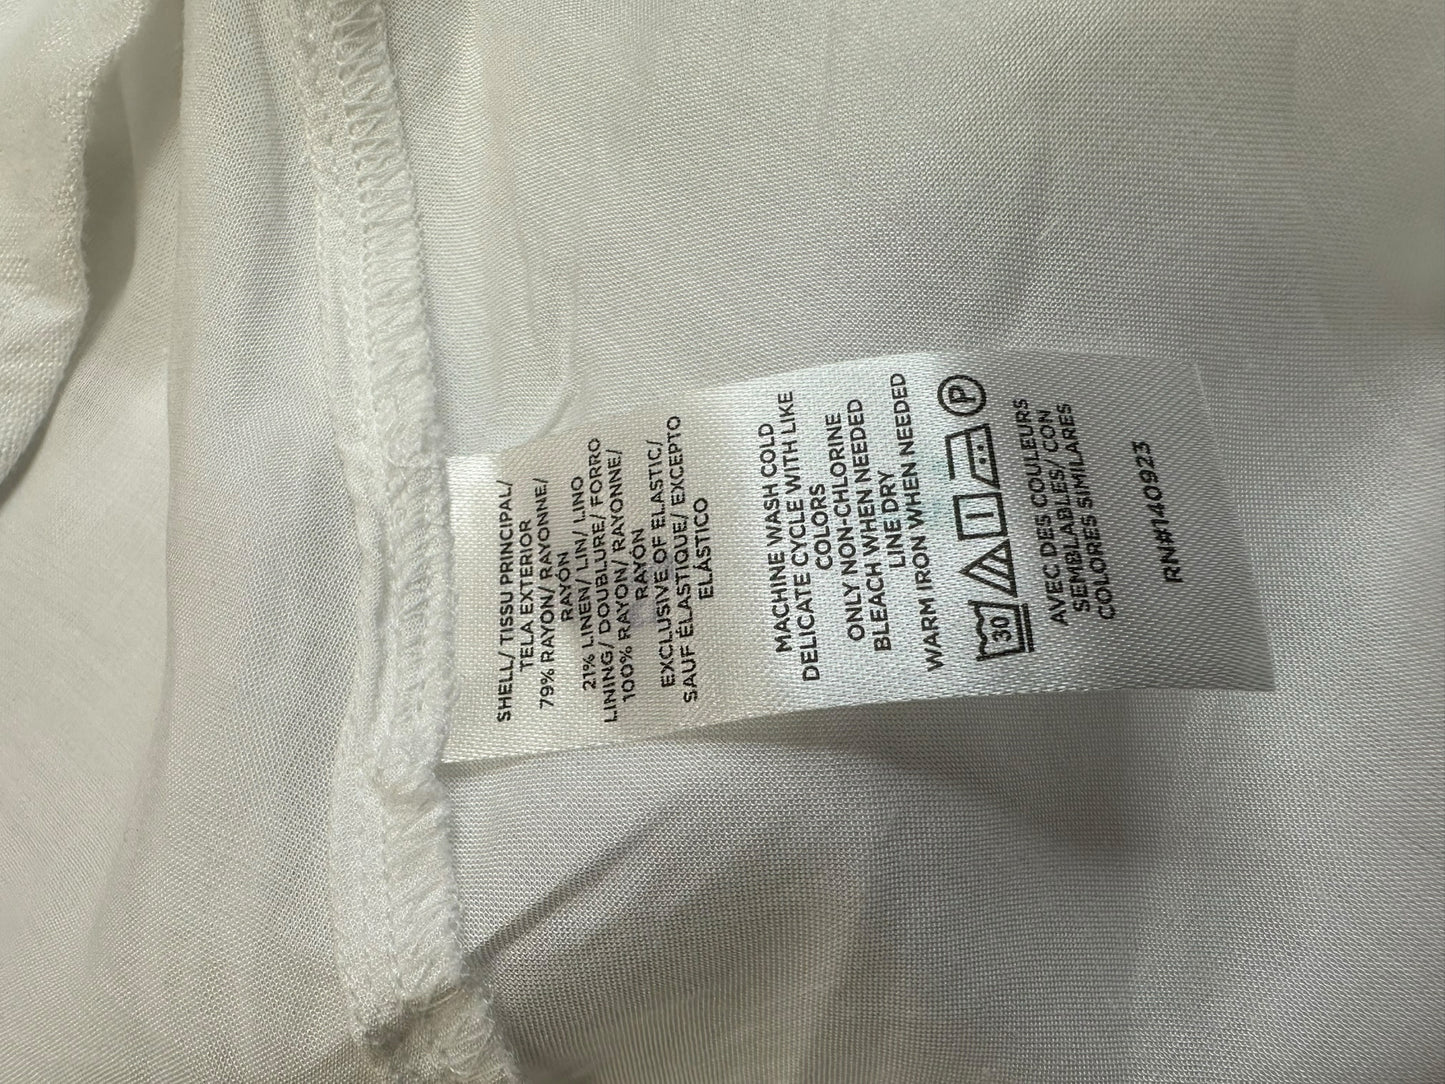 SHELL/ TISSU PRINCIPAL/
TELA EXTERIOR
79% RAYON/ RAYONNE/
RAYÓN
21% LINEN/ LIN/ LINO
LINING/ DOUBLURE/ FORRO
100% RAYON/ RAYONNE/
RAYÓN
EXCLUSIVE OF ELASTIC/
SAUF ÉLASTIQUE/ EXCEPTO
ELÁSTICO
MACHINE WASH COLD
DELICATE CYCLE WITH LIKE
COLORS
ONLY NON-CHLORINE
BLEACH WHEN NEEDED
LINE DRY
WARM IRON WHEN NEEDED
30 P
AVEC DES COULEURS
SEMBLABLES/ CON
COLORES SIMILARES
RN#140923